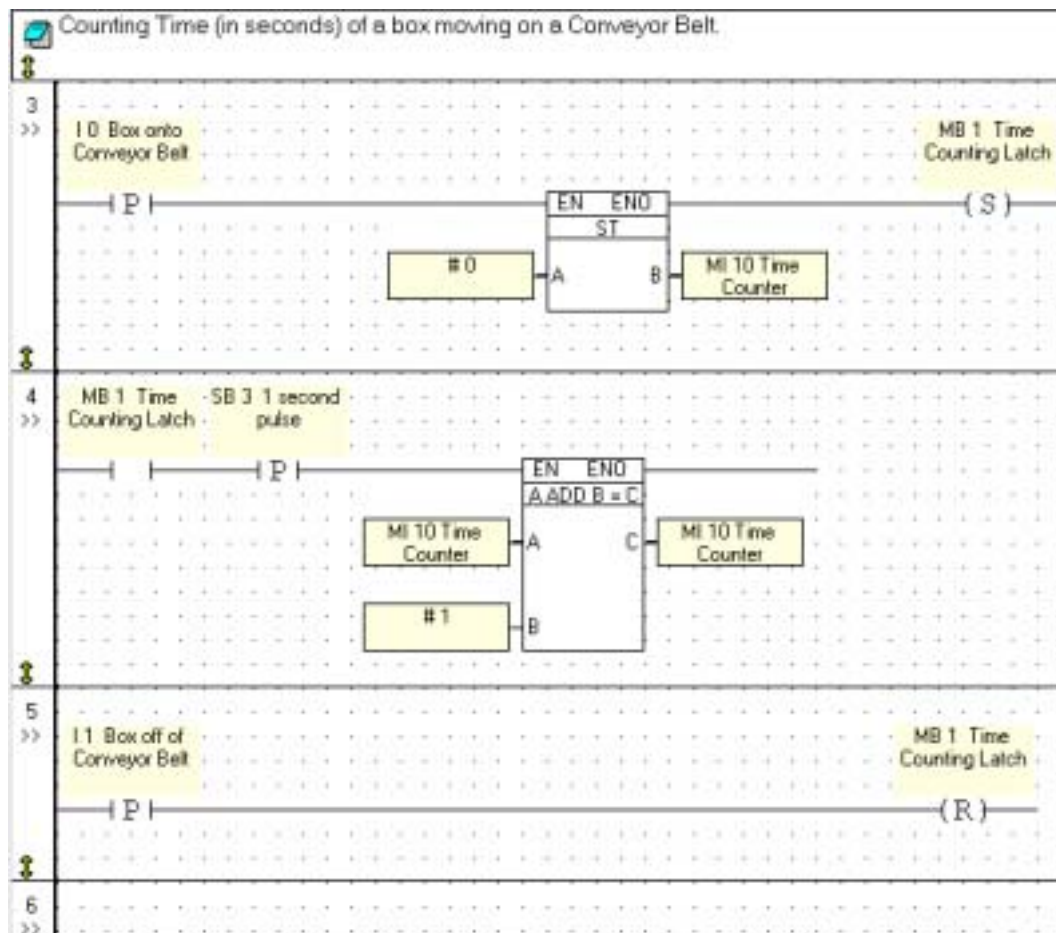 Counting Time (in seconds) of a box moving on a Conveyor Belt.
3
>>
I 0 Box onto
Conveyor Belt
MB 1 Time
Counting Latch
P
EN ENO
(S)
ST
# 0
A
B
MI 10 Time
Counter
4
>>
MB 1 Time
Counting Latch
SB 3 1 second
pulse
P
EN ENO
A ADD B = C
MI 10 Time
Counter
A
C
MI 10 Time
Counter
# 1
B
5
>>
I 1 Box off of
Conveyor Belt
MB 1 Time
Counting Latch
P
(R)
6
>>